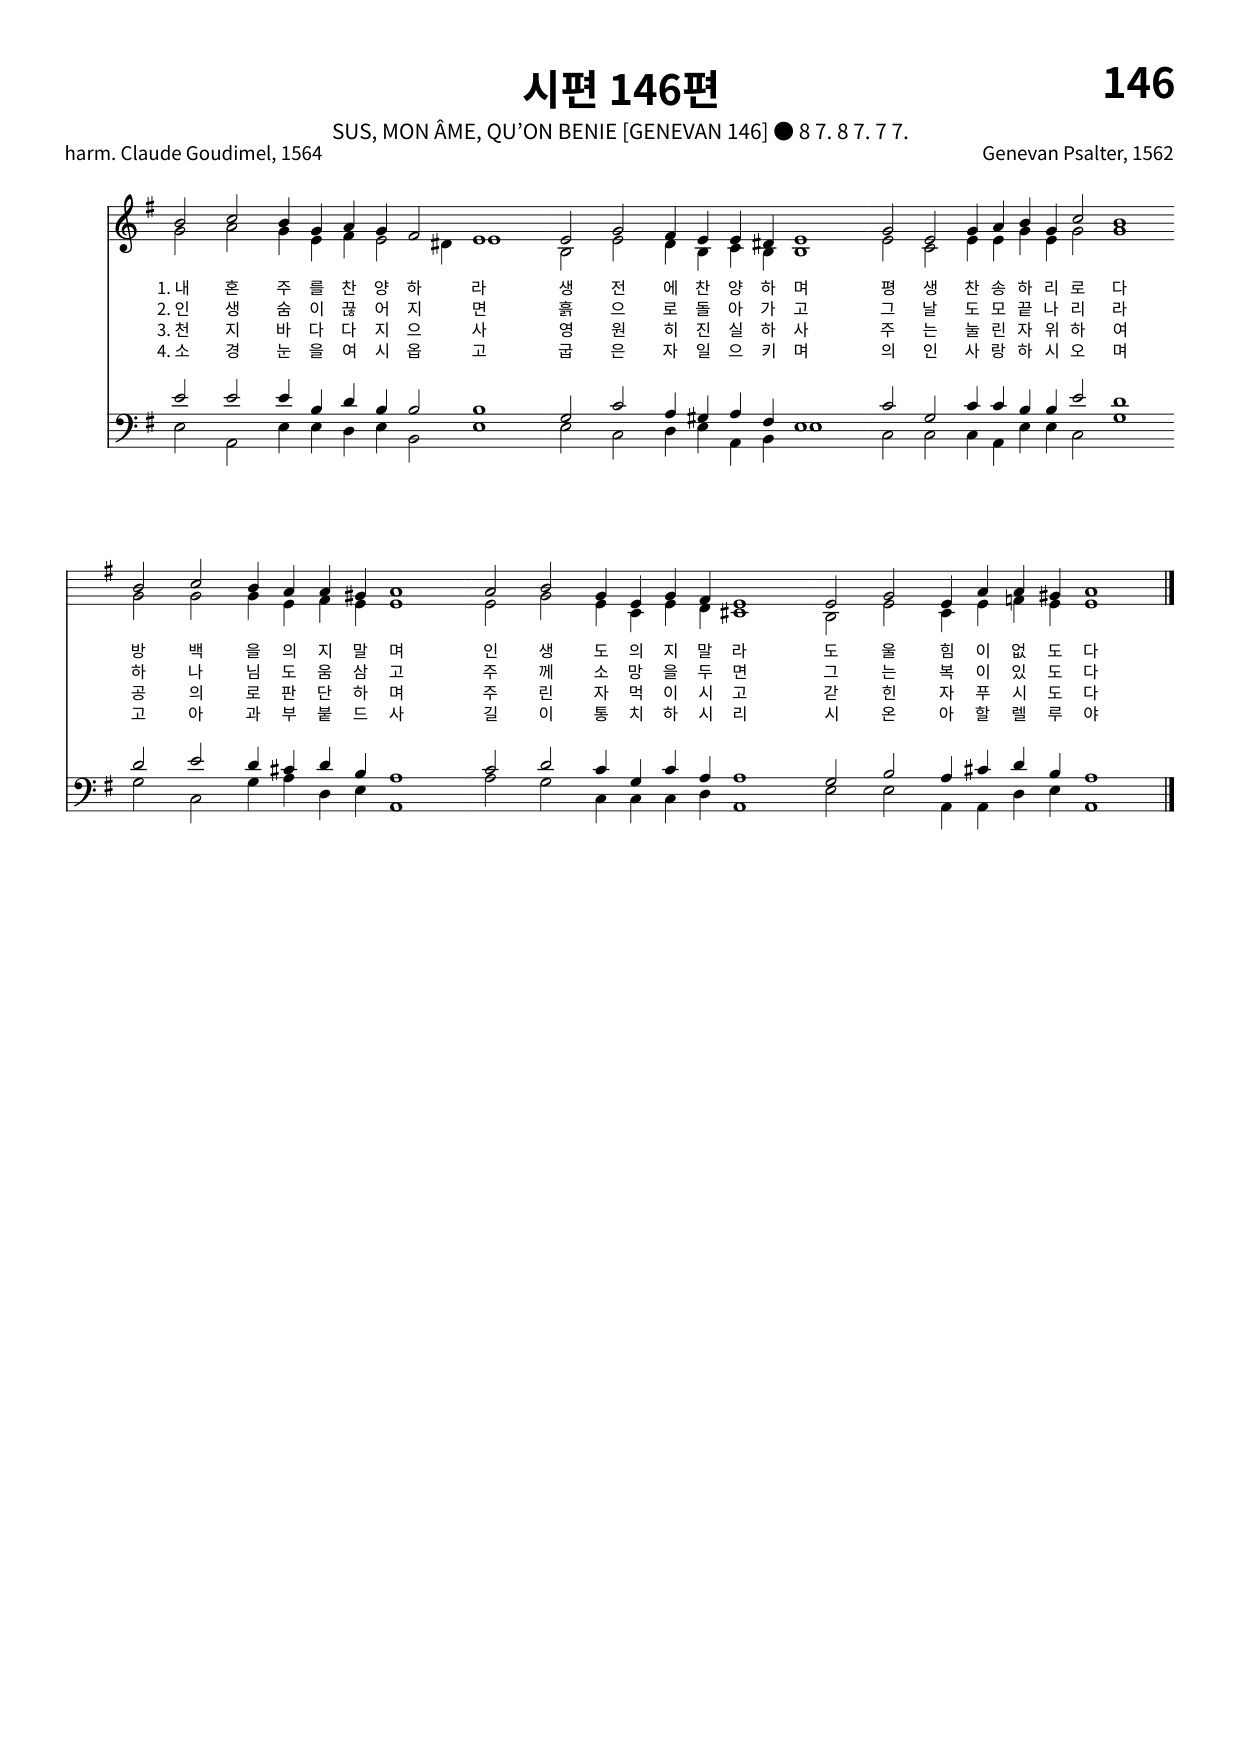 시편 146편
146
SUS, MON ÂME, QU’ON BENIE [GENEVAN 146] ● 8 7. 8 7. 7 7.
harm. Claude Goudimel, 1564
Genevan Psalter, 1562
1. 내 혼 주 를 찬 양 하 라 생 전 에 찬 양 하 며 평 생 찬 송 하 리 로 다
2. 인 생 숨 이 끊 어 지 면 흙 으 로 돌 아 가 고 그 날 도 모 끝 나 리 라
3. 천 지 바 다 다 지 으 사 영 원 히 진 실 하 사 주 는 눌 린 자 위 하 여
4. 소 경 눈 을 여 시 옵 고 굽 은 자 일 으 키 며 의 인 사 랑 하 시 오 며
방 백 을 의 지 말 며 인 생 도 의 지 말 라 도 울 힘 이 없 도 다
하 나 님 도 움 삼 고 주 께 소 망 을 두 면 그 는 복 이 있 도 다
공 의 로 판 단 하 며 주 린 자 먹 이 시 고 갇 힌 자 푸 시 도 다
고 아 과 부 붙 드 사 길 이 통 치 하 시 리 시 온 아 할 렐 루 야